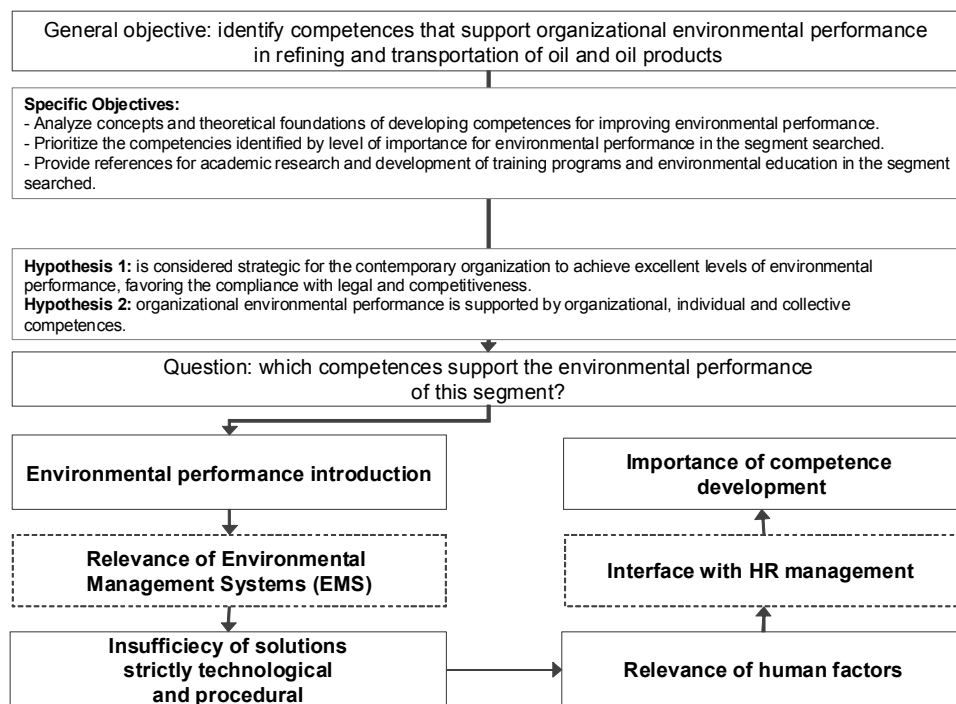 General objective: identify competences that support organizational environmental performance
in refining and transportation of oil and oil products
Specific Objectives:
- Analyze concepts and theoretical foundations of developing competences for improving environmental performance.
- Prioritize the competencies identified by level of importance for environmental performance in the segment searched.
- Provide references for academic research and development of training programs and environmental education in the segment
searched.
Hypothesis 1: is considered strategic for the contemporary organization to achieve excellent levels of environmental
performance, favoring the compliance with legal and competitiveness.
Hypothesis 2: organizational environmental performance is supported by organizational, individual and collective
competences.
Question: which competences support the environmental performance
of this segment?
Environmental performance introduction
Relevance of Environmental
Management Systems (EMS)
Insufficiecy of solutions
strictly technological
and procedural
Relevance of human factors
Interface with HR management
Importance of competence
development